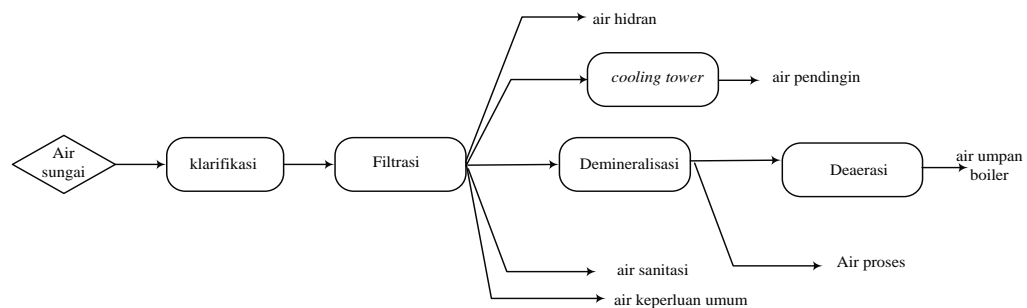 air hidran
cooling tower
air pendingin
Air
sungai
klarifikasi
Filtrasi
Demineralisasi
Deaerasi
air umpan
boiler
air sanitasi
Air proses
air keperluan umum